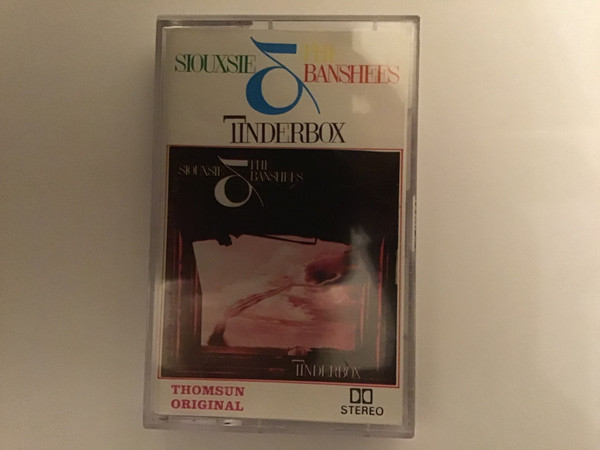 SIOUXSIE & THE BANSHEES
TINDERBOX
SIOUXSIE & THE BANSHEES
TINDERBOX
THOMSUN ORIGINAL
STEREO